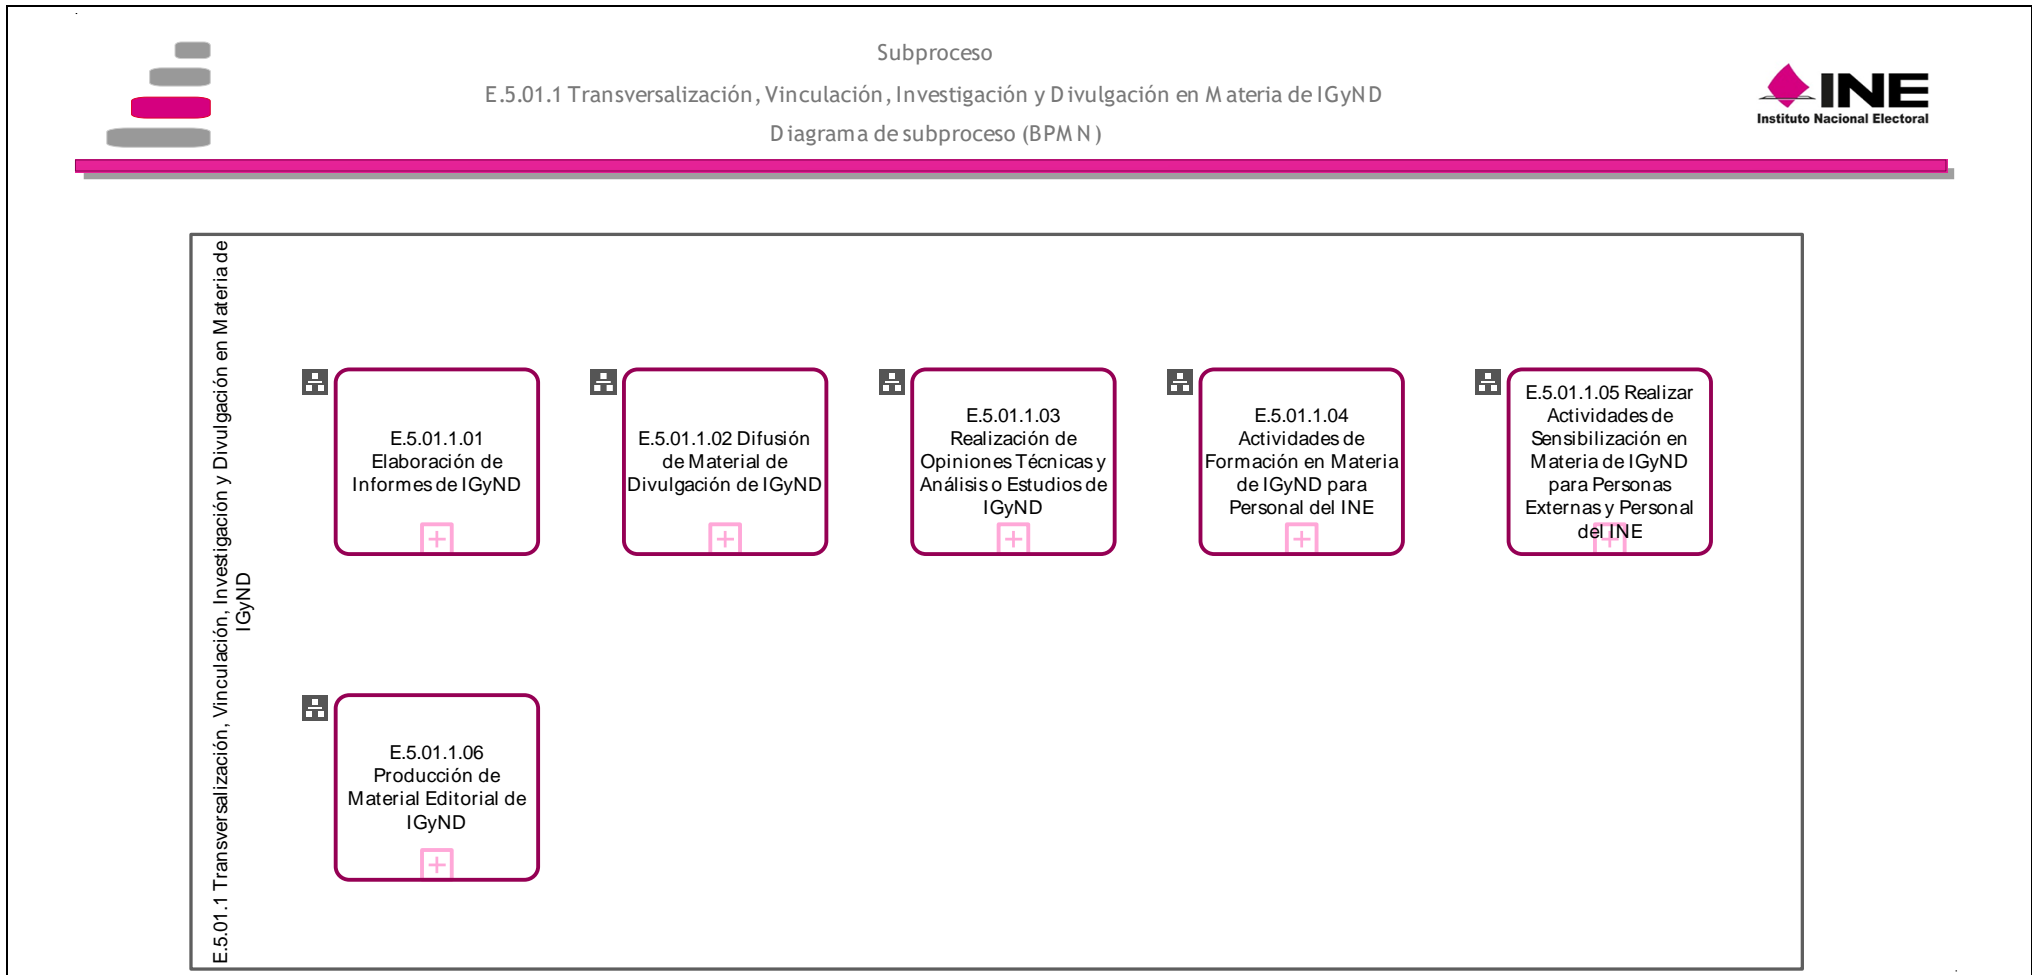 Subproceso
E.5.01.1 Transversalización, Vinculación, Investigación y Divulgación en Materia de IGyND
Diagrama de subproceso (BPMN)
INE
Instituto Nacional Electoral
E.5.01.1 Transversalización, Vinculación, Investigación y Divulgación en Materia de
IGyND
E.5.01.1.01
Elaboración de
Informes de IGyND
E.5.01.1.02 Difusión
de Material de
Divulgación de IGyND
E.5.01.1.03
Realización de
Opiniones Técnicas y
Análisis o Estudios de
IGyND
E.5.01.1.04
Actividades de
Formación en Materia
de IGyND para
Personal del INE
E.5.01.1.05 Realizar
Actividades de
Sensibilización en
Materia de IGyND
para Personas
Externas y Personal
del INE
E.5.01.1.06
Producción de
Material Editorial de
IGyND